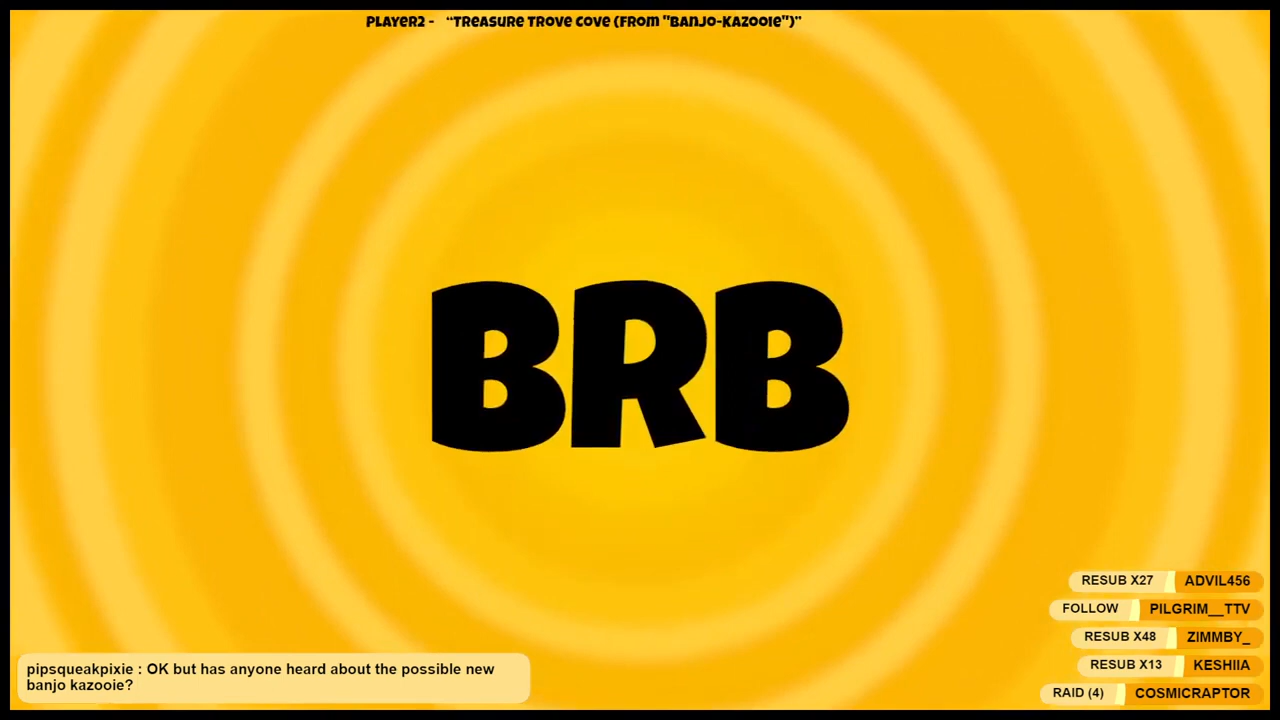 PLAYER2 - “TREASURE TROVE COVE (FROM "BANJO-KAZOOIE")”
BRB
RESUB X27 ADVIL456
FOLLOW PILGRIM__TTV
RESUB X48 ZIMMBY_
RESUB X13 KESHIIA
RAID (4) COSMICRAPTOR
pipsqueakpixie : OK but has anyone heard about the possible new
banjo kazooie?